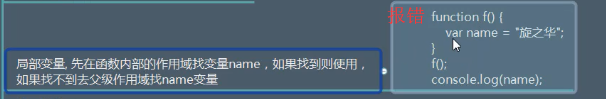 报错
function f() {
var name = "旋之华";
}
f();
console.log(name);
局部变量, 先在函数内部的作用域找变量name，如果找到则使用，
如果找不到去父级作用域找name变量